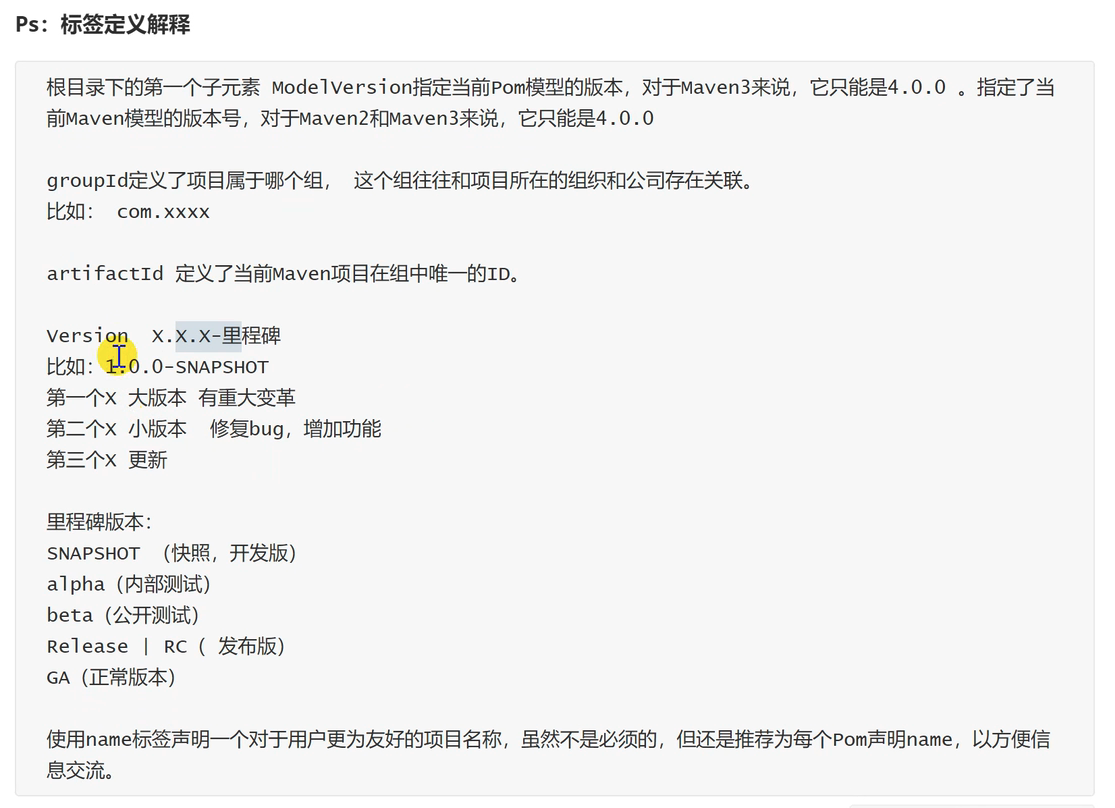 Ps：标签定义解释
根目录下的第一个子元素 ModelVersion指定当前Pom模型的版本，对于Maven3来说，它只能是4.0.0 。指定了当
前Maven模型的版本号，对于Maven2和Maven3来说，它只能是4.0.0
groupId定义了项目属于哪个组， 这个组往往和项目所在的组织和公司存在关联。
比如： com.xxxx
artifactId 定义了当前Maven项目在组中唯一的ID。
Version X.X.X-里程碑
比如：1.0.0-SNAPSHOT
第一个X 大版本 有重大变革
第二个X 小版本 修复bug，增加功能
第三个X 更新
里程碑版本：
SNAPSHOT （快照，开发版）
alpha（内部测试）
beta（公开测试）
Release | RC（ 发布版）
GA（正常版本）
使用name标签声明一个对于用户更为友好的项目名称，虽然不是必须的，但还是推荐为每个Pom声明name，以方便信
息交流。